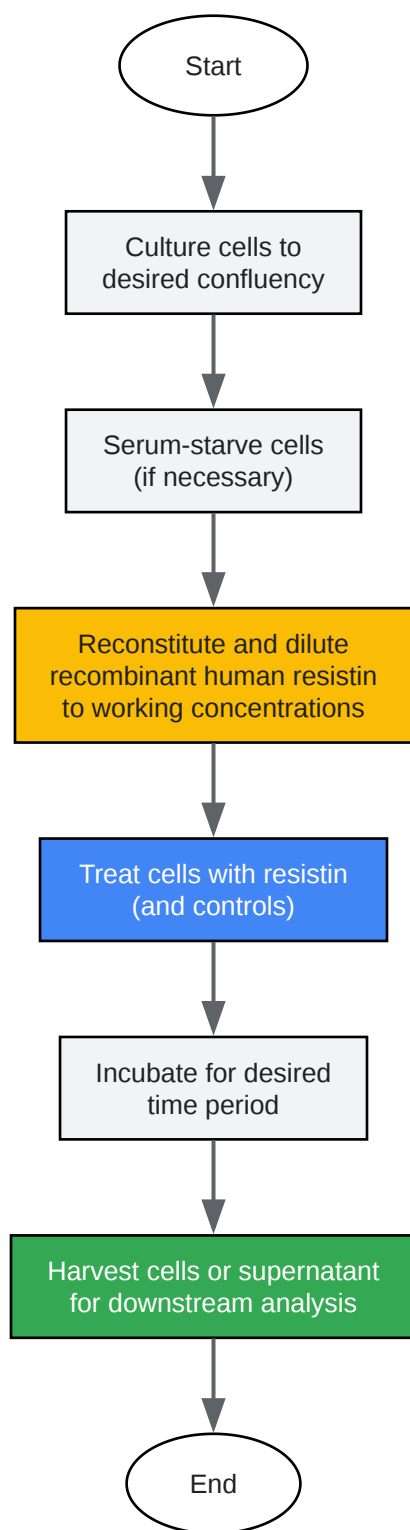 Start
Culture cells to
desired confluency
Serum-starve cells
(if necessary)
Reconstitute and dilute
recombinant human resistin
to working concentrations
Treat cells with resistin
(and controls)
Incubate for desired
time period
Harvest cells or supernatant
for downstream analysis
End